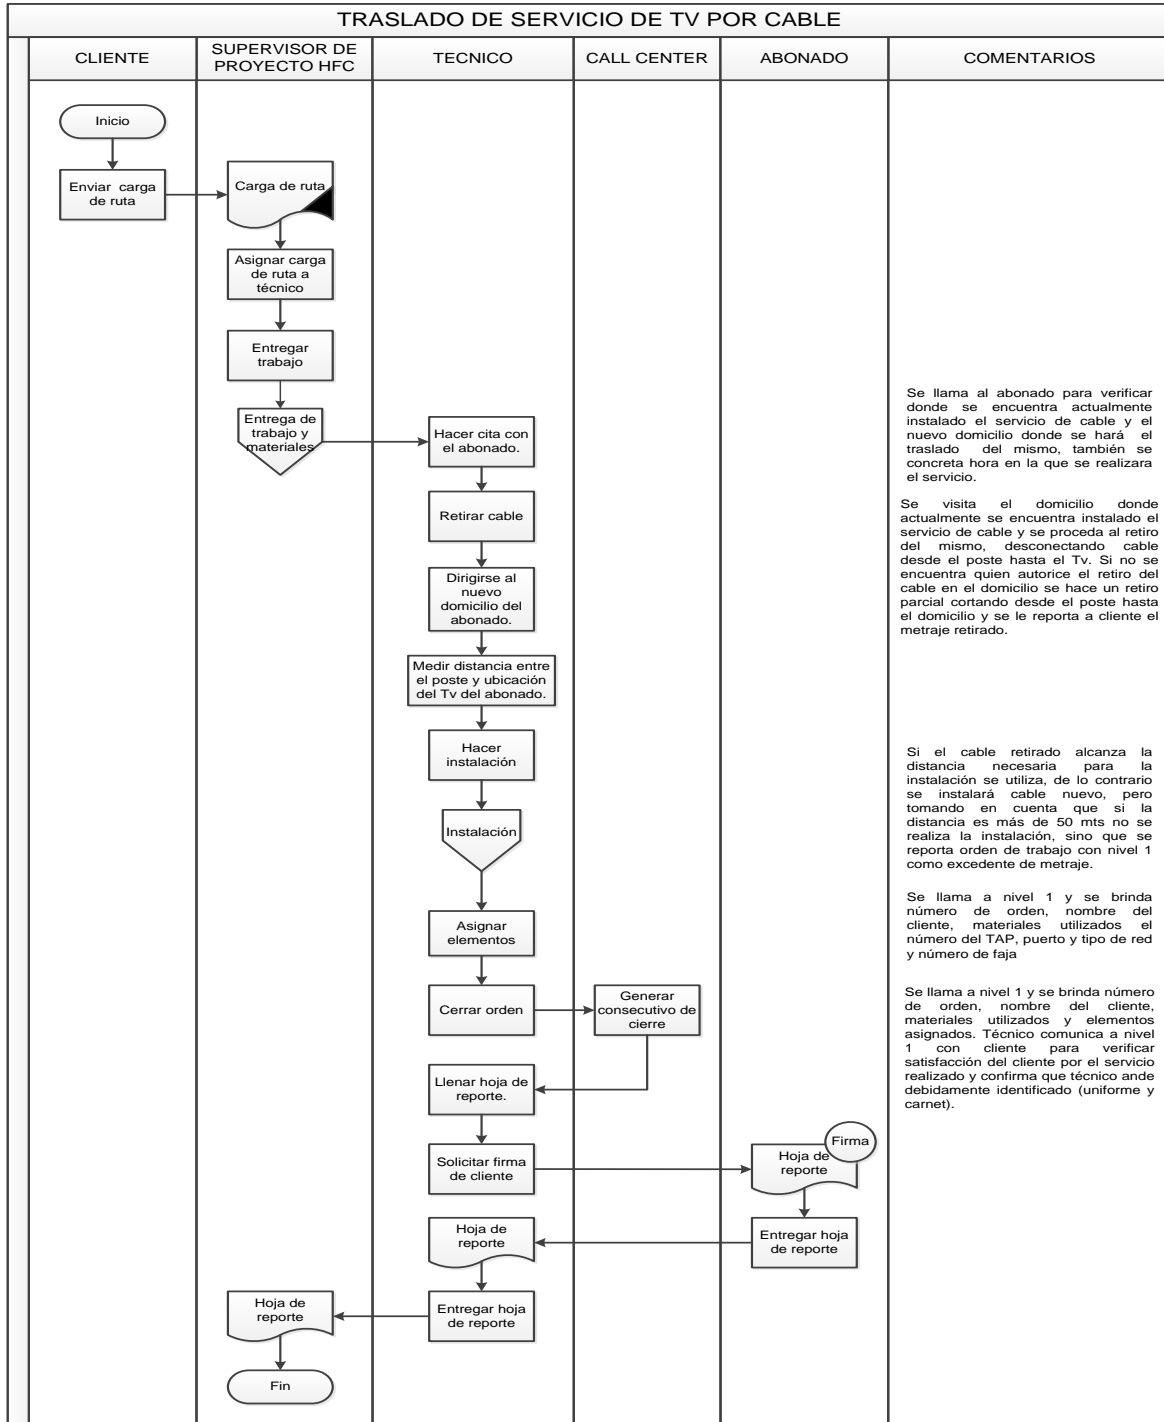 TRASLADO DE SERVICIO DE TV POR CABLE
CLIENTE
SUPERVISOR DE
PROYECTO HFC
TECNICO
CALL CENTER
ABONADO
COMENTARIOS
Inicio
Enviar carga
de ruta
Carga de ruta
Asignar carga
de ruta a
técnico
Entregar
trabajo
Entrega de
trabajo y
materiales
Hacer cita con
el abonado.
Se llama al abonado para verificar
donde se encuentra actualmente
instalado el servicio de cable y el
nuevo domicilio donde se hará el
traslado del mismo, también se
concreta hora en la que se realizara
el servicio.
Retirar cable
Se visita el domicilio donde
actualmente se encuentra instalado el
servicio de cable y se proceda al retiro
del mismo, desconectando cable
desde el poste hasta el Tv. Si no se
encuentra quien autorice el retiro del
cable en el domicilio se hace un retiro
parcial cortando desde el poste hasta
el domicilio y se le reporta a cliente el
metraje retirado.
Dirigirse al
nuevo
domicilio del
abonado.
Medir distancia entre
el poste y ubicación
del Tv del abonado.
Hacer
instalación
Instalación
Si el cable retirado alcanza la
distancia necesaria para la
instalación se utiliza, de lo contrario
se instalará cable nuevo, pero
tomando en cuenta que si la
distancia es más de 50 mts no se
realiza la instalación, sino que se
reporta orden de trabajo con nivel 1
como excedente de metraje.
Asignar
elementos
Se llama a nivel 1 y se brinda
número de orden, nombre del
cliente, materiales utilizados el
número del TAP, puerto y tipo de red
y número de faja
Cerrar orden
Generar
consecutivo de
cierre
Se llama a nivel 1 y se brinda número
de orden, nombre del cliente,
materiales utilizados y elementos
asignados. Técnico comunica a nivel
1 con cliente para verificar
satisfacción del cliente por el servicio
realizado y confirma que técnico ande
debidamente identificado (uniforme y
carnet).
Llenar hoja de
reporte.
Solicitar firma
de cliente
Firma
Hoja de
reporte
Entregar hoja
de reporte
Hoja de
reporte
Entregar hoja
de reporte
Hoja de
reporte
Fin